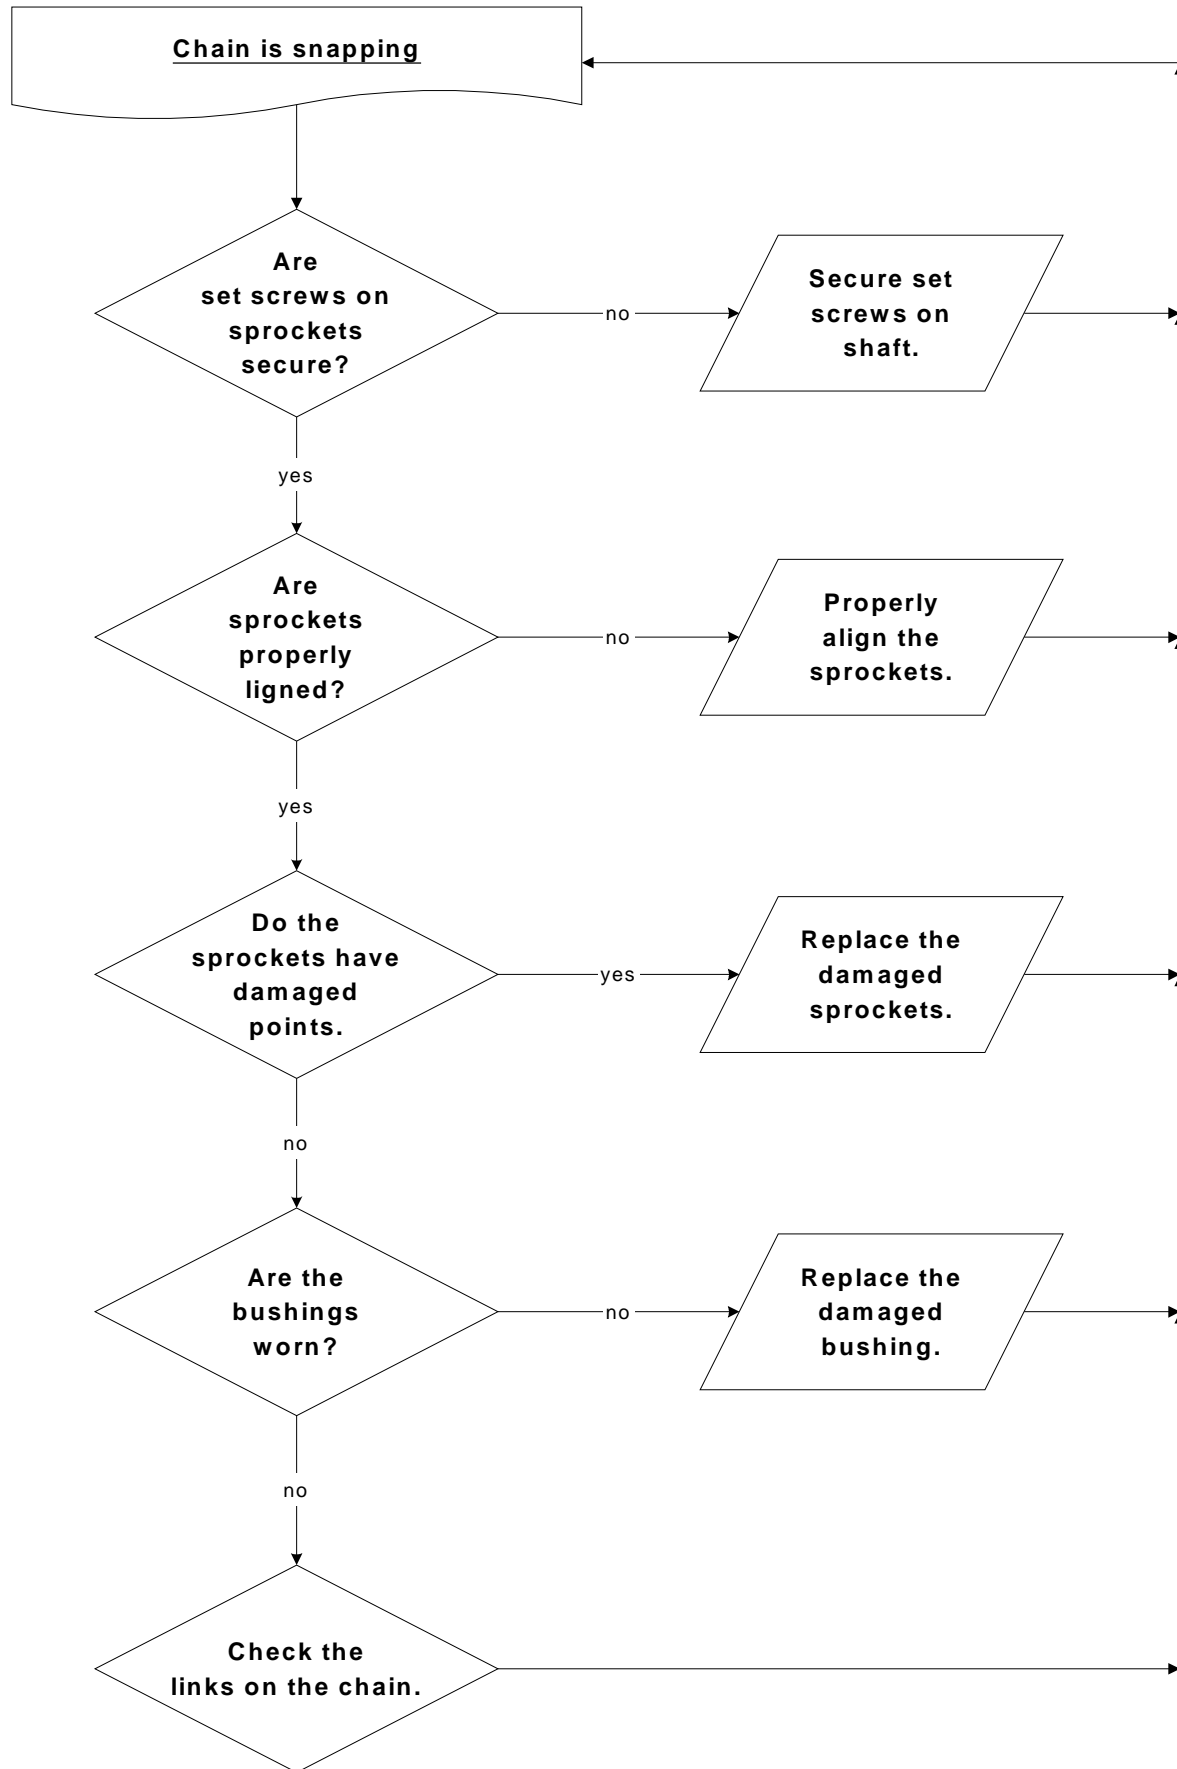 Chain is snapping
Are
set screws on
sprockets
secure?
no
Secure set
screws on
shaft.
yes
Are
sprockets
properly
ligned?
no
Properly
align the
sprockets.
yes
Do the
sprockets have
damaged
points.
yes
Replace the
damaged
sprockets.
no
Are the
bushings
worn?
no
Replace the
damaged
bushing.
no
Check the
links on the chain.